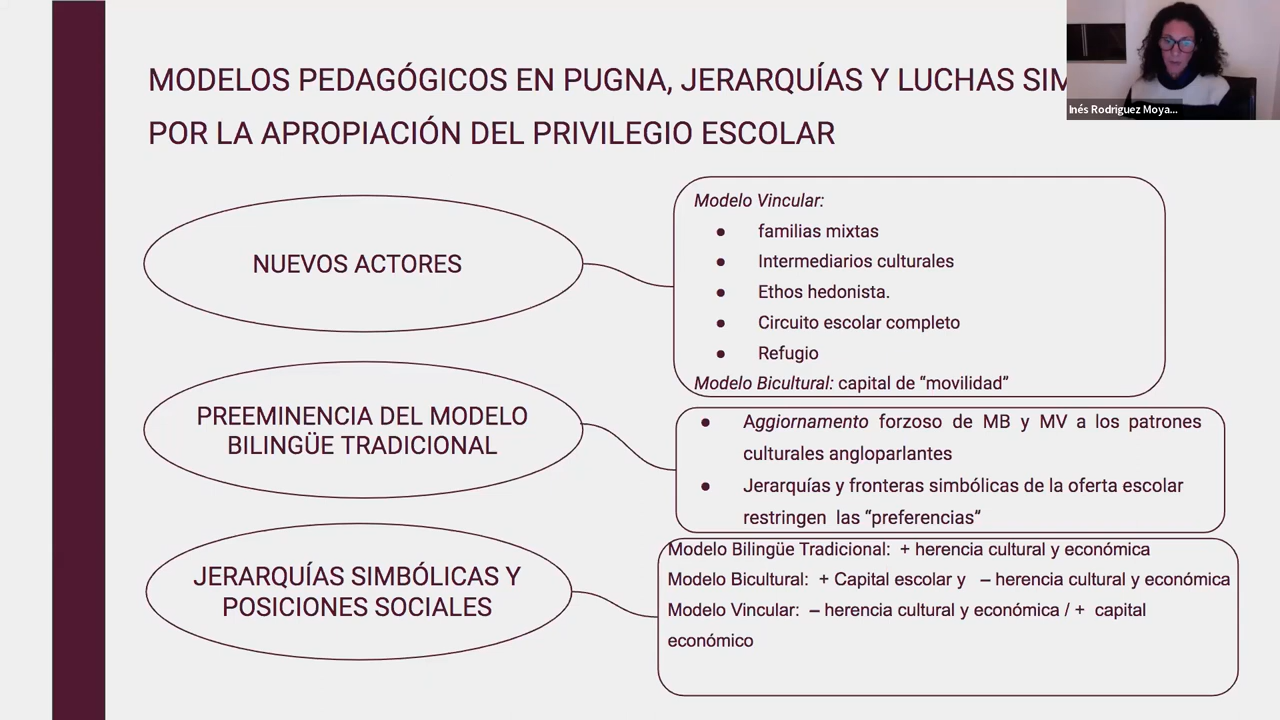 MODELOS PEDAGÓGICOS EN PUGNA, JERARQUÍAS Y LUCHAS
POR LA APROPIACIÓN DEL PRIVILEGIO ESCOLAR
Inés Rodriguez Moya...
NUEVOS ACTORES
Modelo Vincular:
● familias mixtas
● Intermediarios culturales
● Ethos hedonista.
● Circuito escolar completo
● Refugio
Modelo Bicultural: capital de “movilidad”
PREEMINENCIA DEL MODELO
BILINGÜE TRADICIONAL
● Aggiornamento forzoso de MB y MV a los patrones
culturales angloparlantes
● Jerarquías y fronteras simbólicas de la oferta escolar
restringen las “preferencias”
JERARQUÍAS SIMBÓLICAS Y
POSICIONES SOCIALES
Modelo Bilingüe Tradicional: + herencia cultural y económica
Modelo Bicultural: + Capital escolar y – herencia cultural y económica
Modelo Vincular: – herencia cultural y económica / + capital
económico